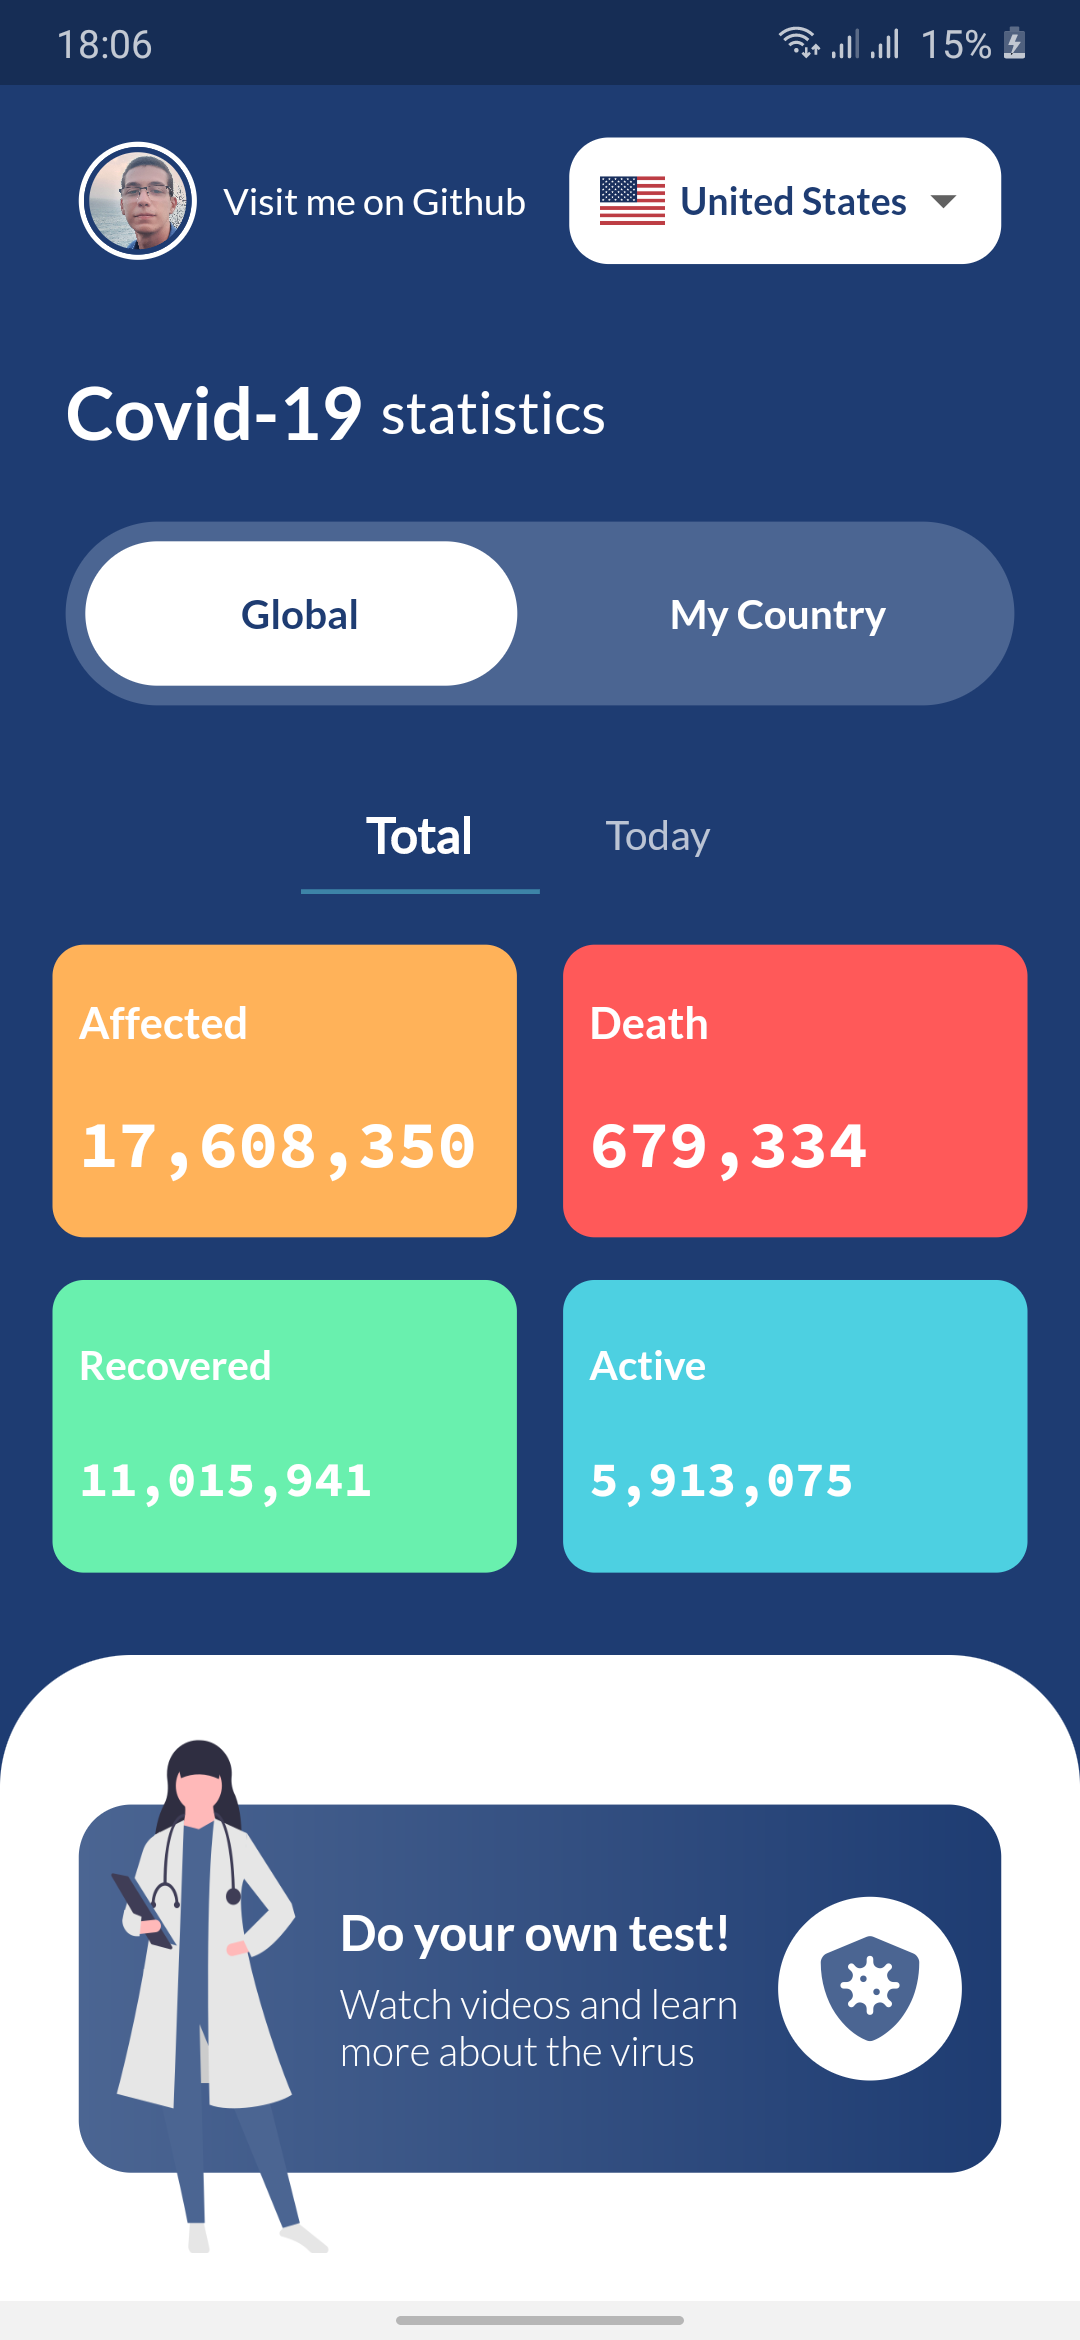 18:06
15%
Visit me on Github
United States
Covid-19 statistics
Global
My Country
Total
Today
Affected
17,608,350
Death
679,334
Recovered
11,015,941
Active
5,913,075
Do your own test!
Watch videos and learn
more about the virus